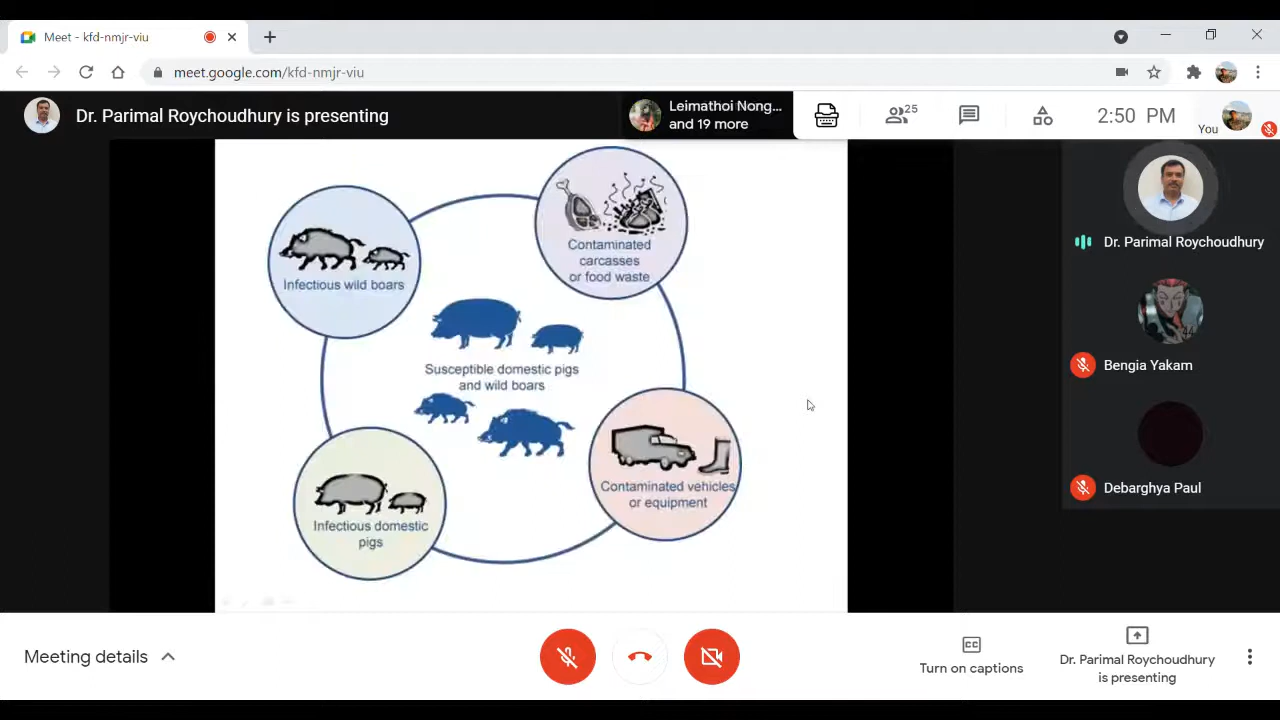 Meet - kfd-nmjr-viu
meet.google.com/kfd-nmjr-viu
Dr. Parimal Roychoudhury is presenting
Leimathoi Nong...
and 19 more
25
2:50 PM
You
Infectious wild boars
Contaminated
carcasses
or food waste
Susceptible domestic pigs
and wild boars
Contaminated vehicles
or equipment
Infectious domestic
pigs
Dr. Parimal Roychoudhury
44
Bengia Yakam
Debarghya Paul
Meeting details
CC
Turn on captions
Dr. Parimal Roychoudhury
is presenting